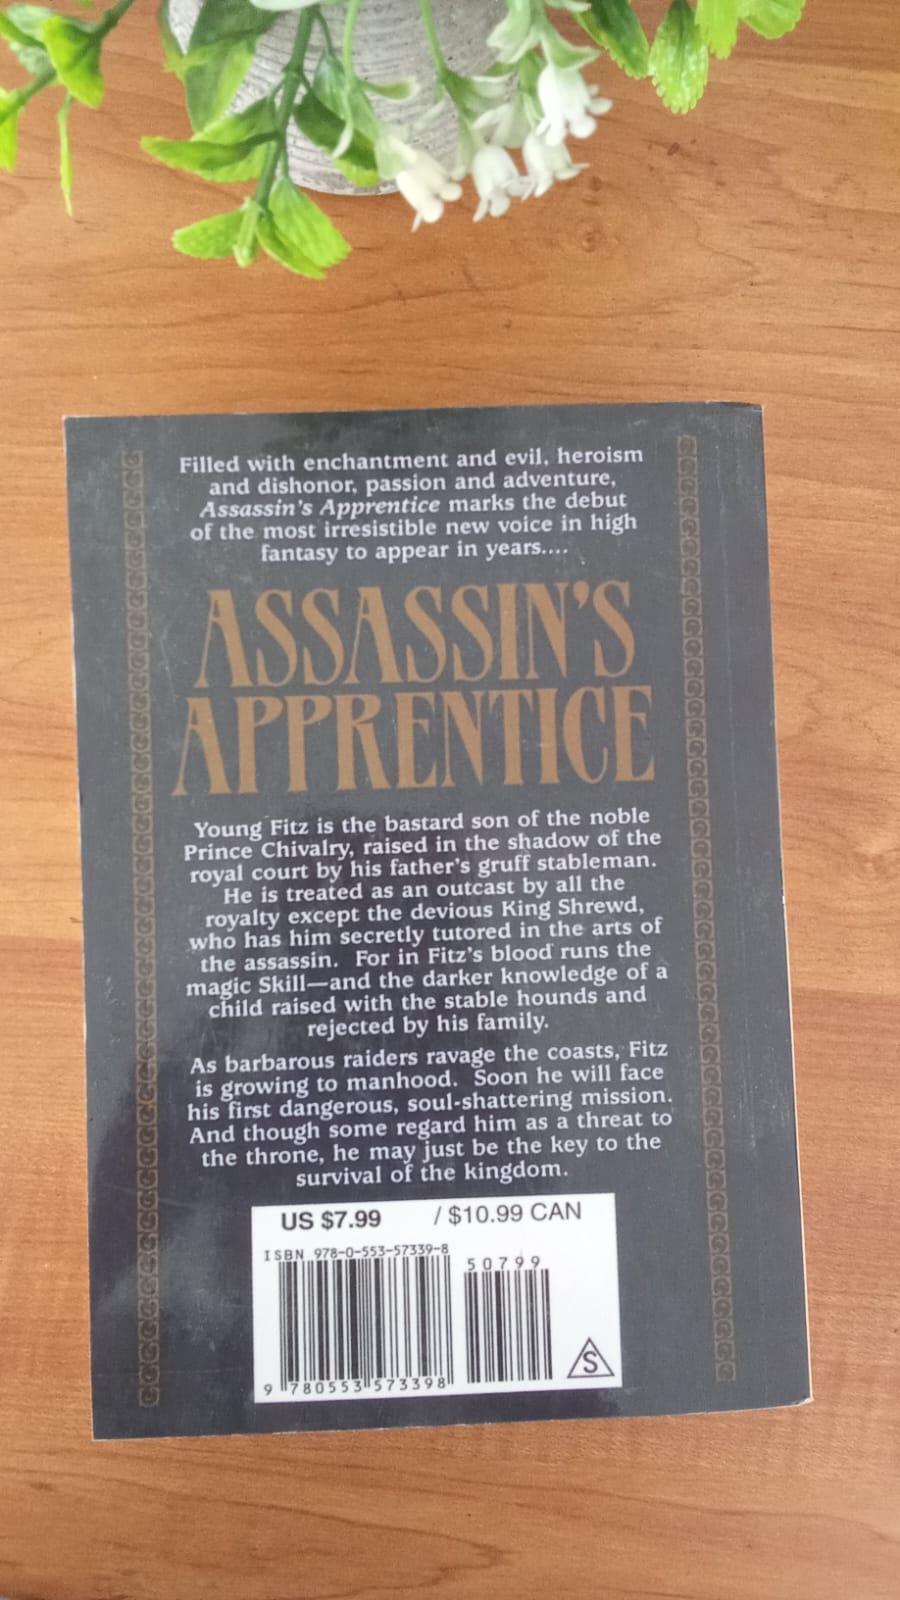 Filled with enchantment and evil, heroism
and dishonor, passion and adventure,
Assassin's Apprentice marks the debut
of the most irresistible new voice in high
fantasy to appear in years....
ASSASSIN'S
APPRENTICE
Young Fitz is the bastard son of the noble
Prince Chivalry, raised in the shadow of the
royal court by his father's gruff stableman.
He is treated as an outcast by all the
royalty except the devious King Shrewd,
who has him secretly tutored in the arts of
the assassin. For in Fitz's blood runs the
magic Skill—and the darker knowledge of a
child raised with the stable hounds and
rejected by his family.
As barbarous raiders ravage the coasts, Fitz
is growing to manhood. Soon he will face
his first dangerous, soul-shattering mission.
And though some regard him as a threat to
the throne, he may just be the key to the
survival of the kingdom.
US $7.99 / $10.99 CAN
ISBN 978-0-553-57339-8
50799
9 780553 573398
S